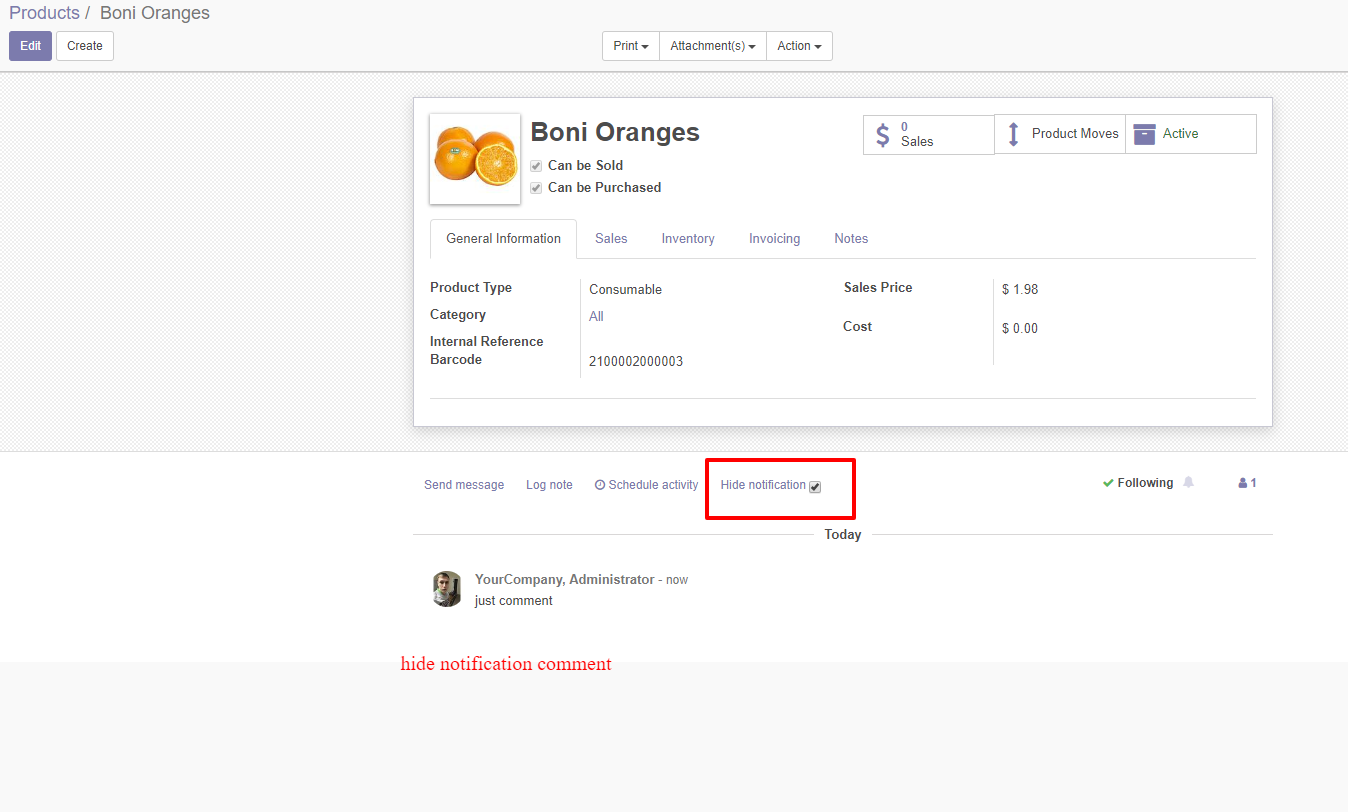 Products / Boni Oranges
Edit Create Print Attachment(s) Action
Boni Oranges
0
Sales
Product Moves
Active
Can be Sold
Can be Purchased
General Information Sales Inventory Invoicing Notes
Product Type Consumable
Category All
Internal Reference
Barcode 2100002000003
Sales Price $ 1.98
Cost $ 0.00
Send message Log note Schedule activity Hide notification Following 1
Today
YourCompany, Administrator - now
just comment
hide notification comment